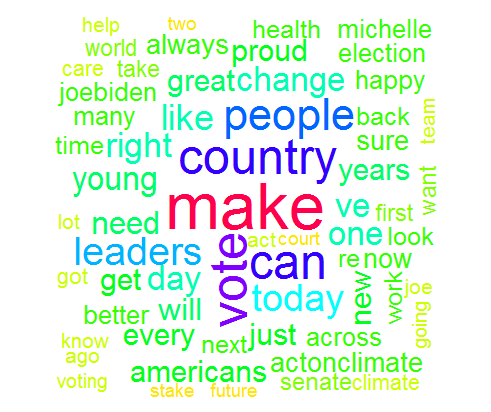 help two
health michelle
world always proud election
care take
great change happy
joebiden
many like people back
team
time right country sure
young years want
make
ve first
lot need one look
leaders act court
vote can re now
got get day today new work joe
better will going
every just across
know next
ago americans actonclimate
voting senate climate
stake future